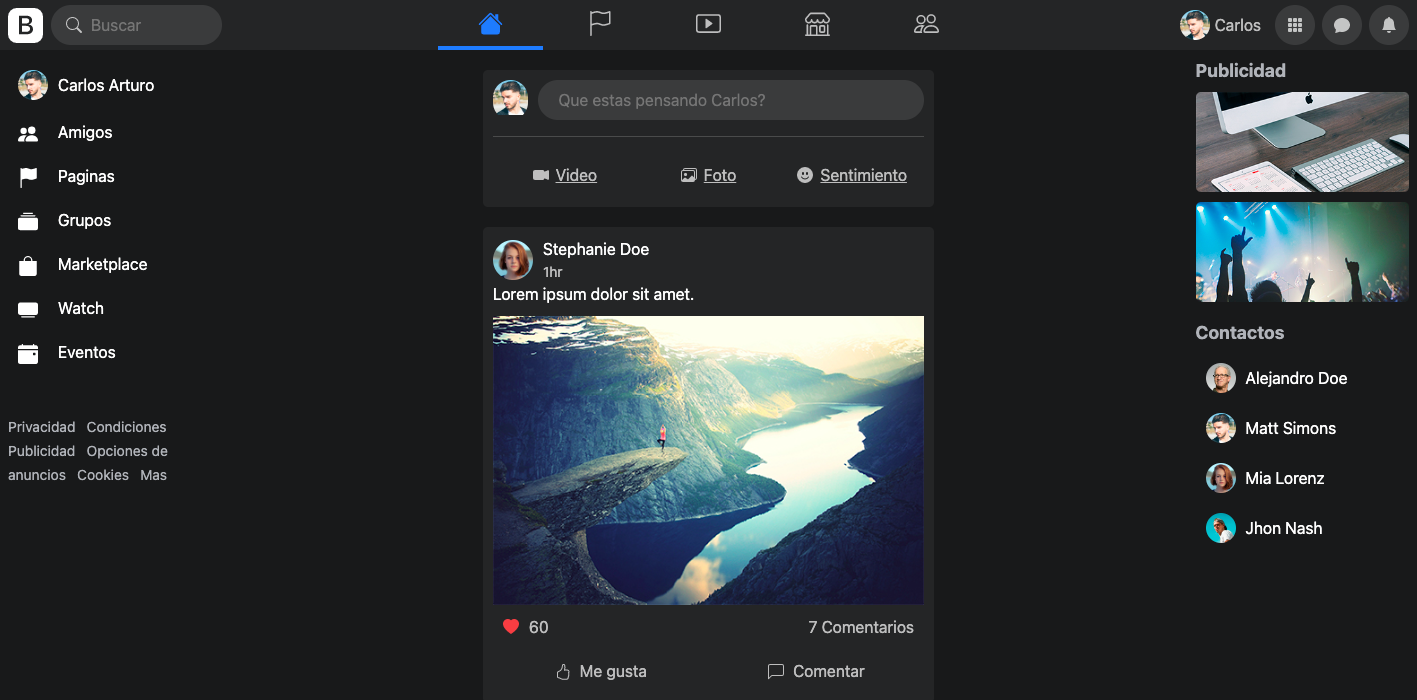 B
Buscar
Carlos
Carlos Arturo
Amigos
Paginas
Grupos
Marketplace
Watch
Eventos
Privacidad Condiciones
Publicidad Opciones de
anuncios Cookies Mas
Que estas pensando Carlos?
Video Foto Sentimiento
Stephanie Doe
1hr
Lorem ipsum dolor sit amet.
60 7 Comentarios
Me gusta Comentar
Publicidad
Contactos
Alejandro Doe
Matt Simons
Mia Lorenz
Jhon Nash